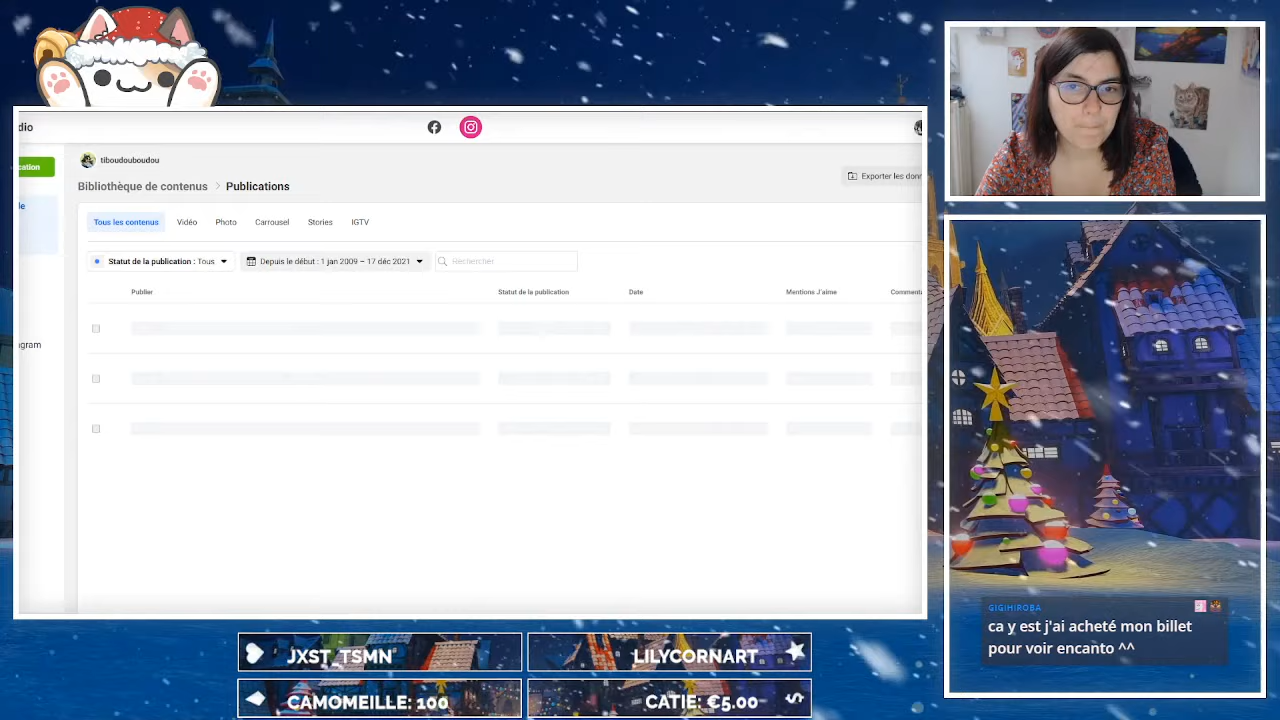 dio
cation
tiboudouboudou
Bibliothèque de contenus > Publications
Exporter les donn
le
Tous les contenus Vidéo Photo Carrousel Stories IGTV
Statut de la publication : Tous
Depuis le début : 1 jan 2009 – 17 déc 2021
Rechercher
Publier Statut de la publication Date Mentions J'aime Commenta
agram
GIGIHIROBA
ca y est j'ai acheté mon billet
pour voir encanto ^^
JXST_TSMN
LILYCORNART
CAMOMEILLE: 100
CATIE: €5.00